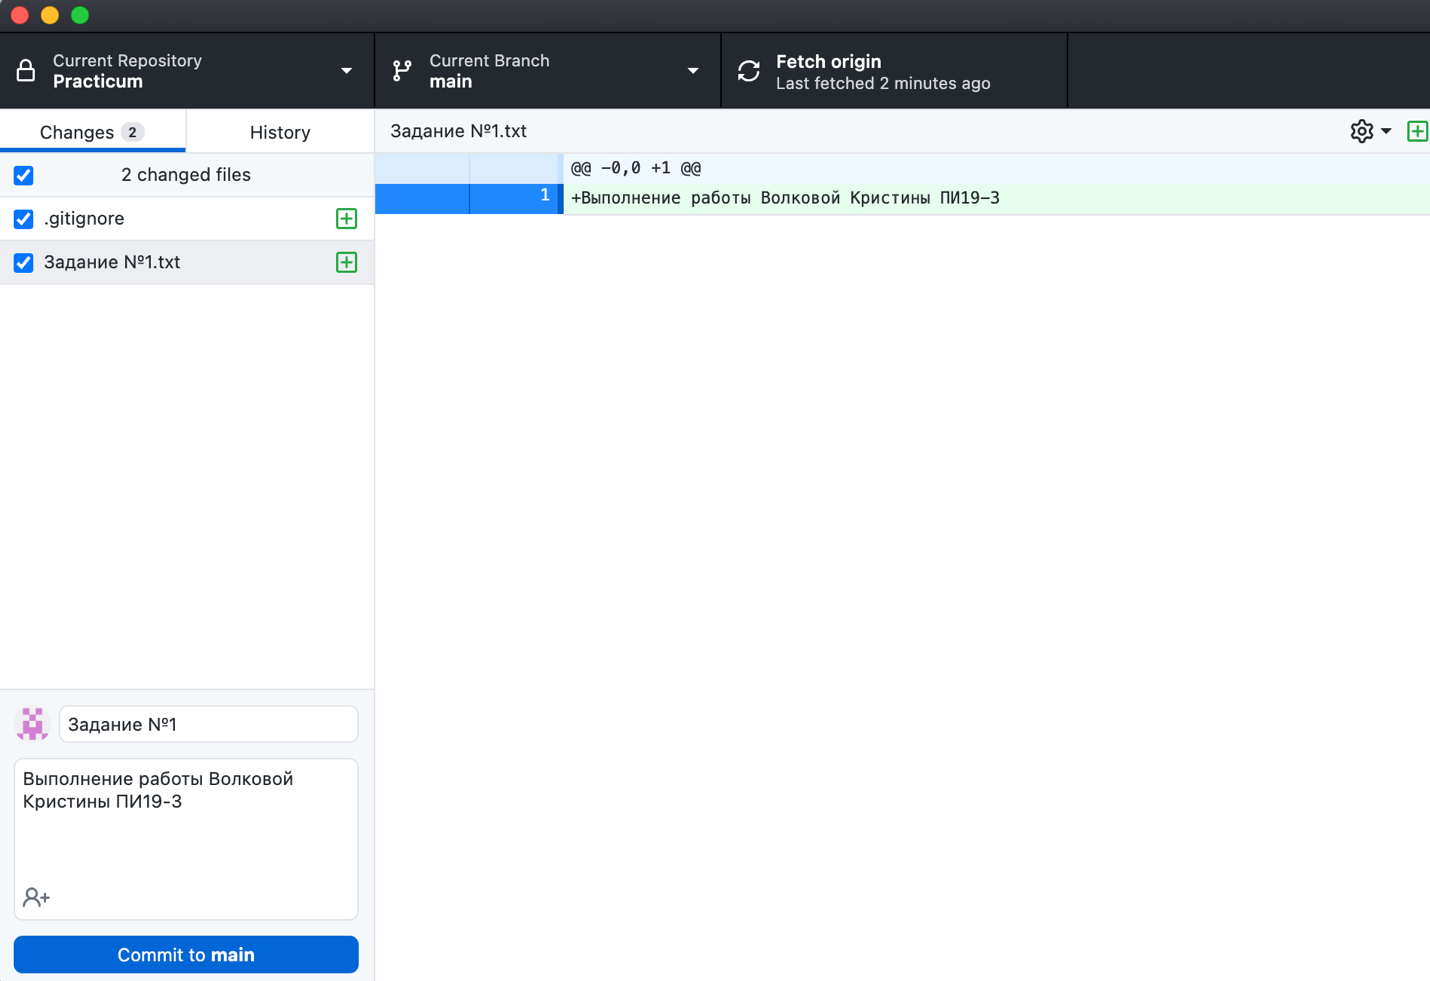 Current Repository
Practicum
Current Branch
main
Fetch origin
Last fetched 2 minutes ago
Changes 2
History
Задание №1.txt
2 changed files
@@ -0,0 +1 @@
.gitignore
1 +Выполнение работы Волковой Кристины ПИ19-3
Задание №1.txt
Задание №1
Выполнение работы Волковой
Кристины ПИ19-3
Commit to main